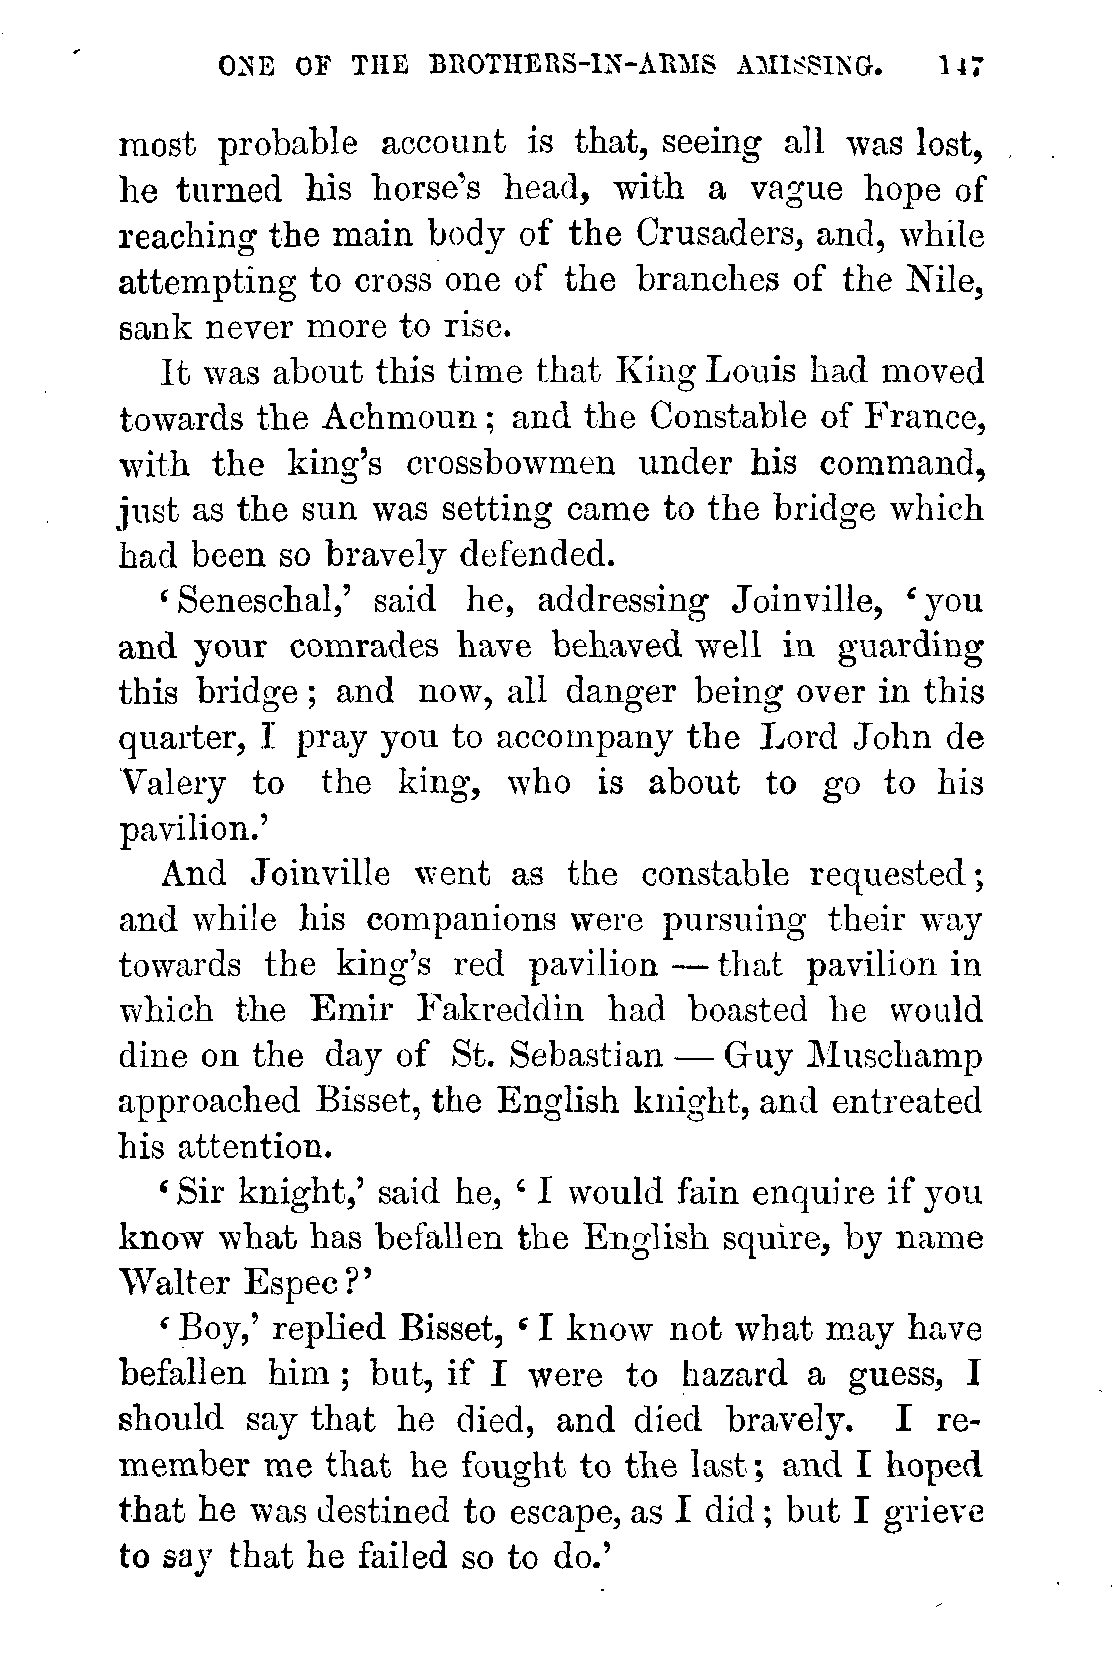 ONE OF THE BROTHERS-IN-ARMS AMISSING. 147
most probable account is that, seeing all was lost,
he turned his horse's head, with a vague hope of
reaching the main body of the Crusaders, and, while
attempting to cross one of the branches of the Nile,
sank never more to rise.
It was about this time that King Louis had moved
towards the Achmoun; and the Constable of France,
with the king's crossbowmen under his command,
just as the sun was setting came to the bridge which
had been so bravely defended.
‘Seneschal,’ said he, addressing Joinville, ‘you
and your comrades have behaved well in guarding
this bridge; and now, all danger being over in this
quarter, I pray you to accompany the Lord John de
Valery to the king, who is about to go to his
pavilion.’
And Joinville went as the constable requested;
and while his companions were pursuing their way
towards the king's red pavilion — that pavilion in
which the Emir Fakreddin had boasted he would
dine on the day of St. Sebastian — Guy Muschamp
approached Bisset, the English knight, and entreated
his attention.
‘Sir knight,’ said he, ‘I would fain enquire if you
know what has befallen the English squire, by name
Walter Espec?’
‘Boy,’ replied Bisset, ‘I know not what may have
befallen him; but, if I were to hazard a guess, I
should say that he died, and died bravely. I re-
member me that he fought to the last; and I hoped
that he was destined to escape, as I did; but I grieve
to say that he failed so to do.’